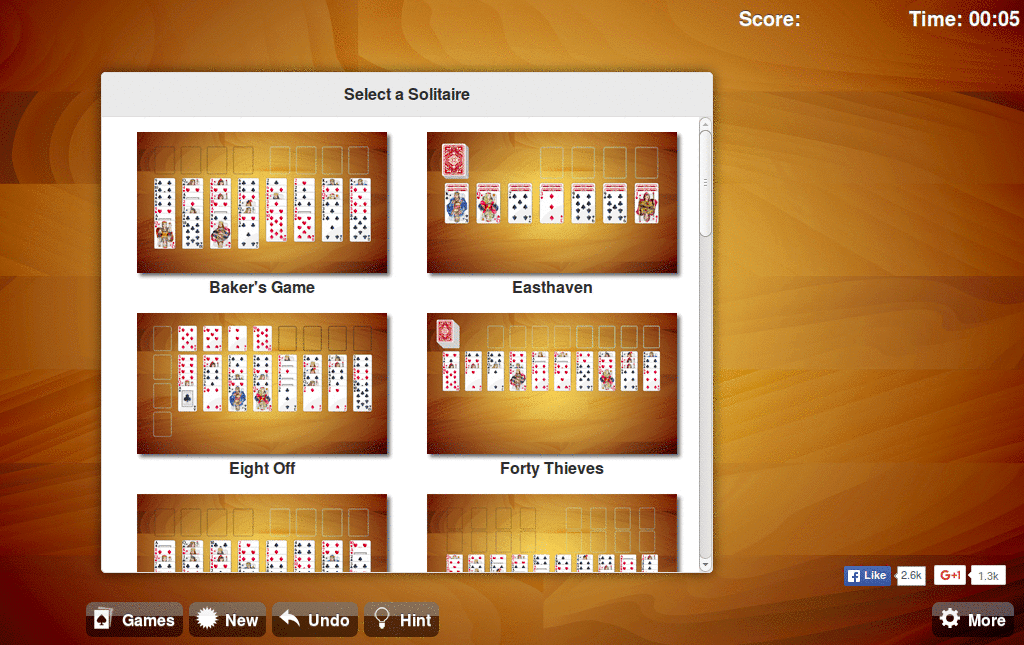 Score:
Time: 00:05
Select a Solitaire
Baker's Game
Easthaven
Eight Off
Forty Thieves
Like
2.6k
G+1
1.3k
Games
New
Undo
Hint
More